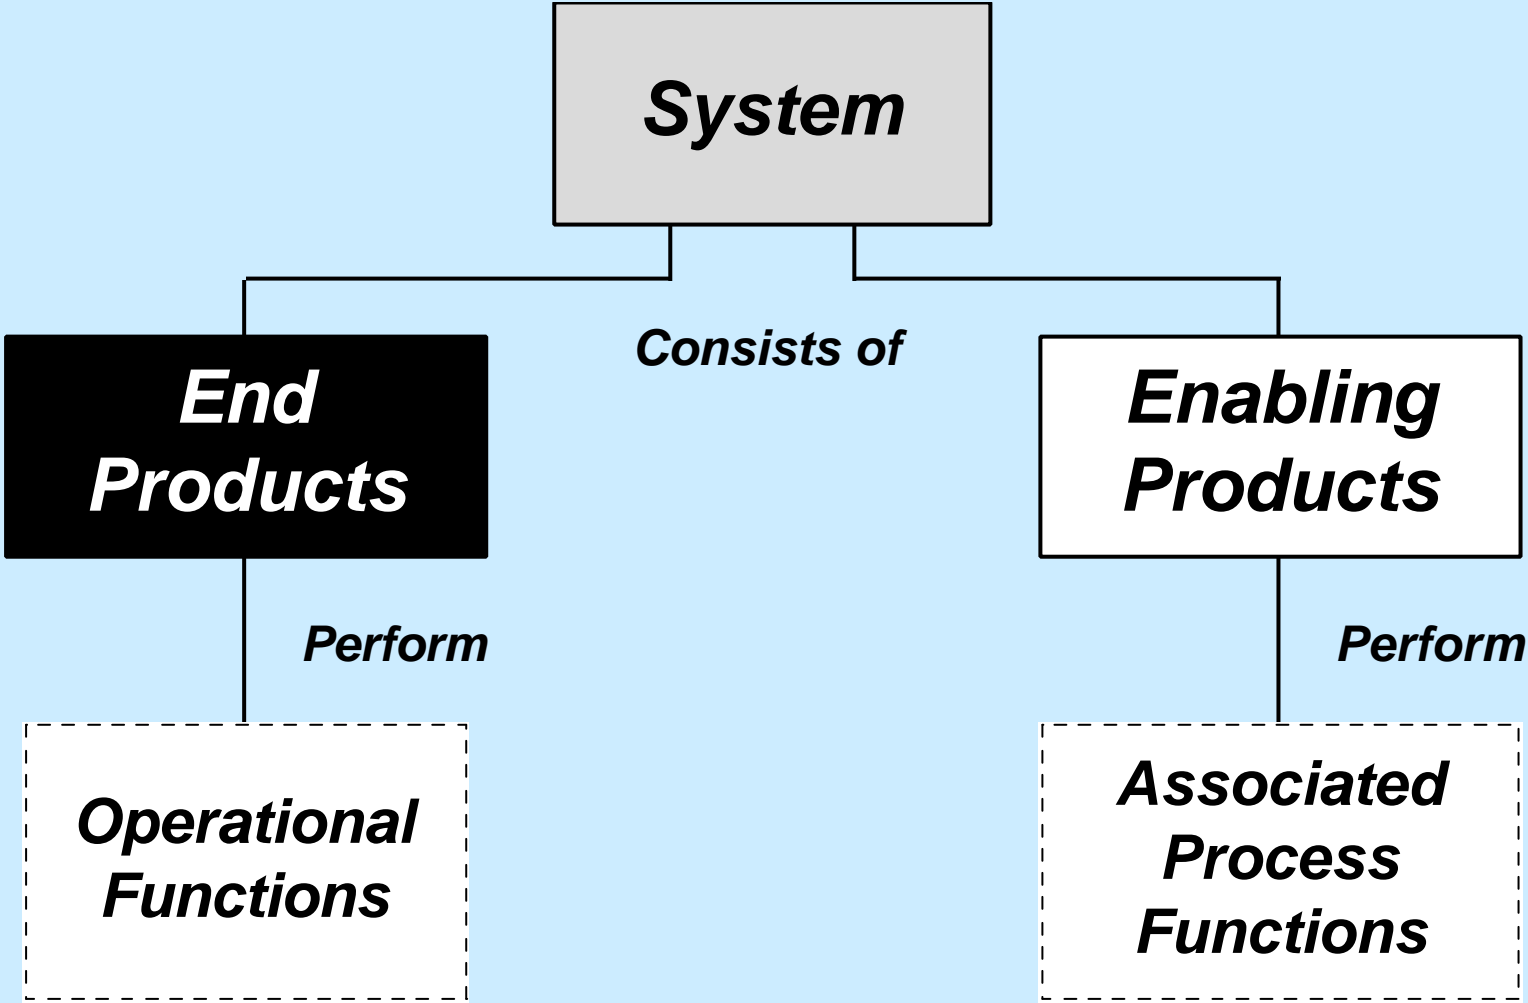 System
Consists of
End
Products
Enabling
Products
Perform
Perform
Operational
Functions
Associated
Process
Functions